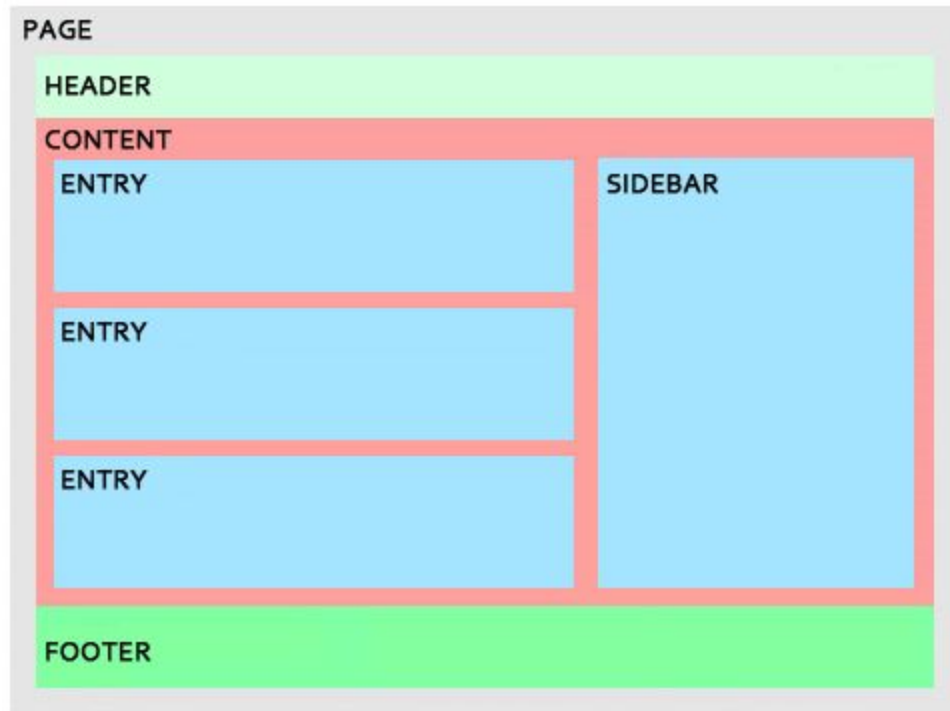 PAGE
HEADER
CONTENT
ENTRY
SIDEBAR
ENTRY
ENTRY
FOOTER